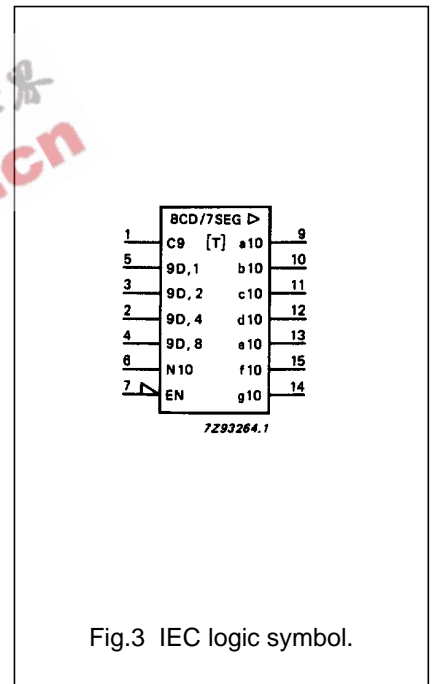 cn
BCD/7SEG ▷
1 C9 [T] a10 9
5 9D,1 b10 10
3 9D,2 c10 11
2 9D,4 d10 12
4 9D,8 e10 13
6 N10 f10 15
7 EN g10 14
7Z93264.1
Fig.3 IEC logic symbol.